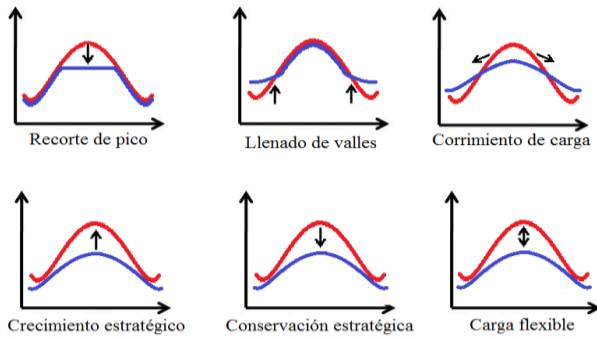 Recorte de pico
Llenado de valles
Corrimiento de carga
Crecimiento estratégico
Conservación estratégica
Carga flexible